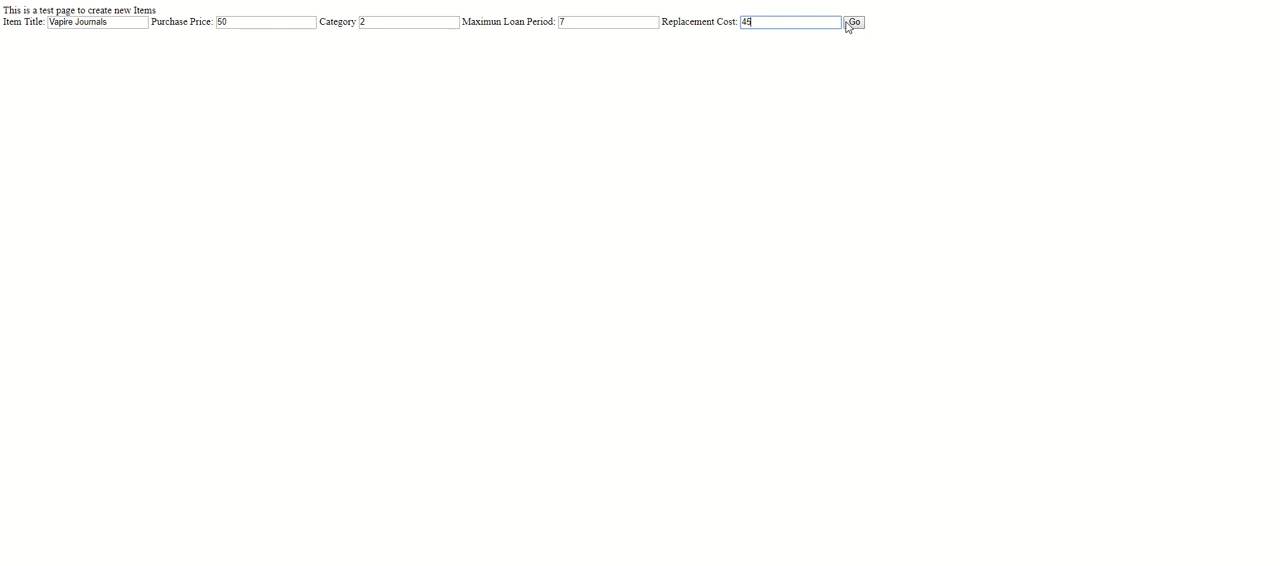 This is a test page to create new Items
Item Title: Vapire Journals Purchase Price: 50 Category 2 Maximun Loan Period: 7 Replacement Cost: 45 Go